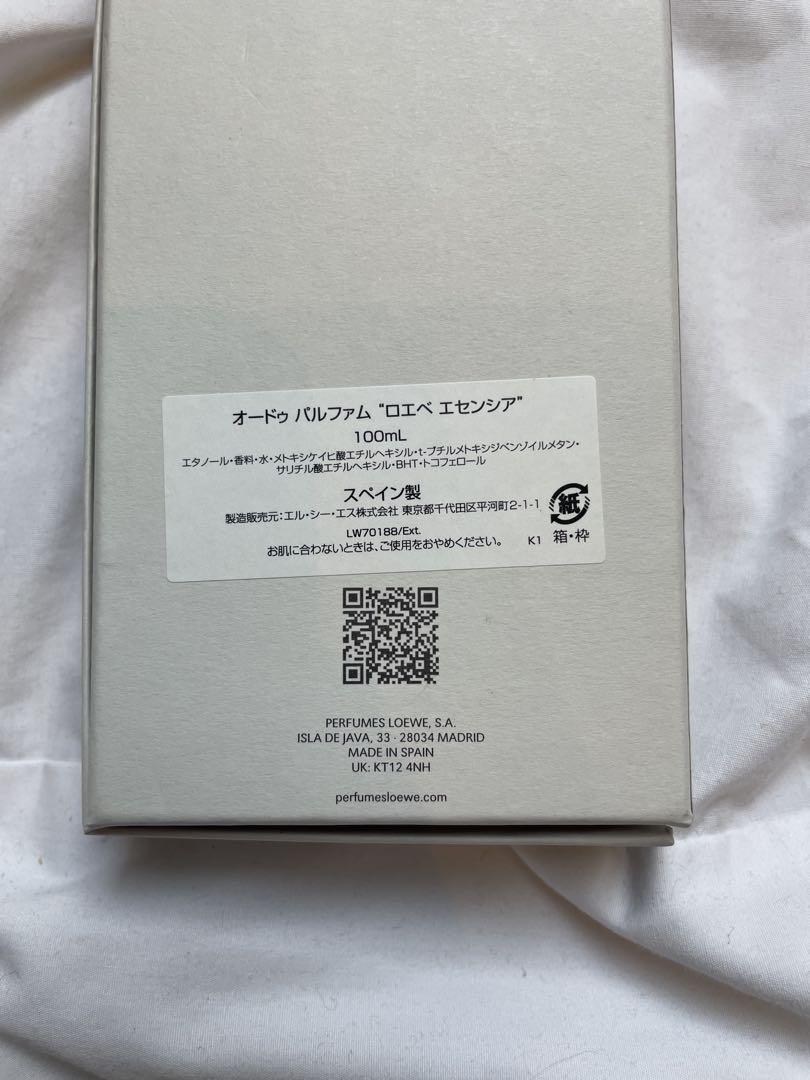 オードゥ パルファム “ロエベ エセンシア”
100mL
エタノール・香料・水・メトキシケイヒ酸エチルヘキシル・t-ブチルメトキシジベンゾイルメタン・
サリチル酸エチルヘキシル・BHT・トコフェロール
スペイン製
製造販売元:エル・シー・エス株式会社 東京都千代田区平河町2-1-1
LW70188/Ext.
お肌に合わないときは、ご使用をおやめください。 K1
紙
箱・枠
PERFUMES LOEWE, S.A.
ISLA DE JAVA, 33 · 28034 MADRID
MADE IN SPAIN
UK: KT12 4NH
perfumesloewe.com